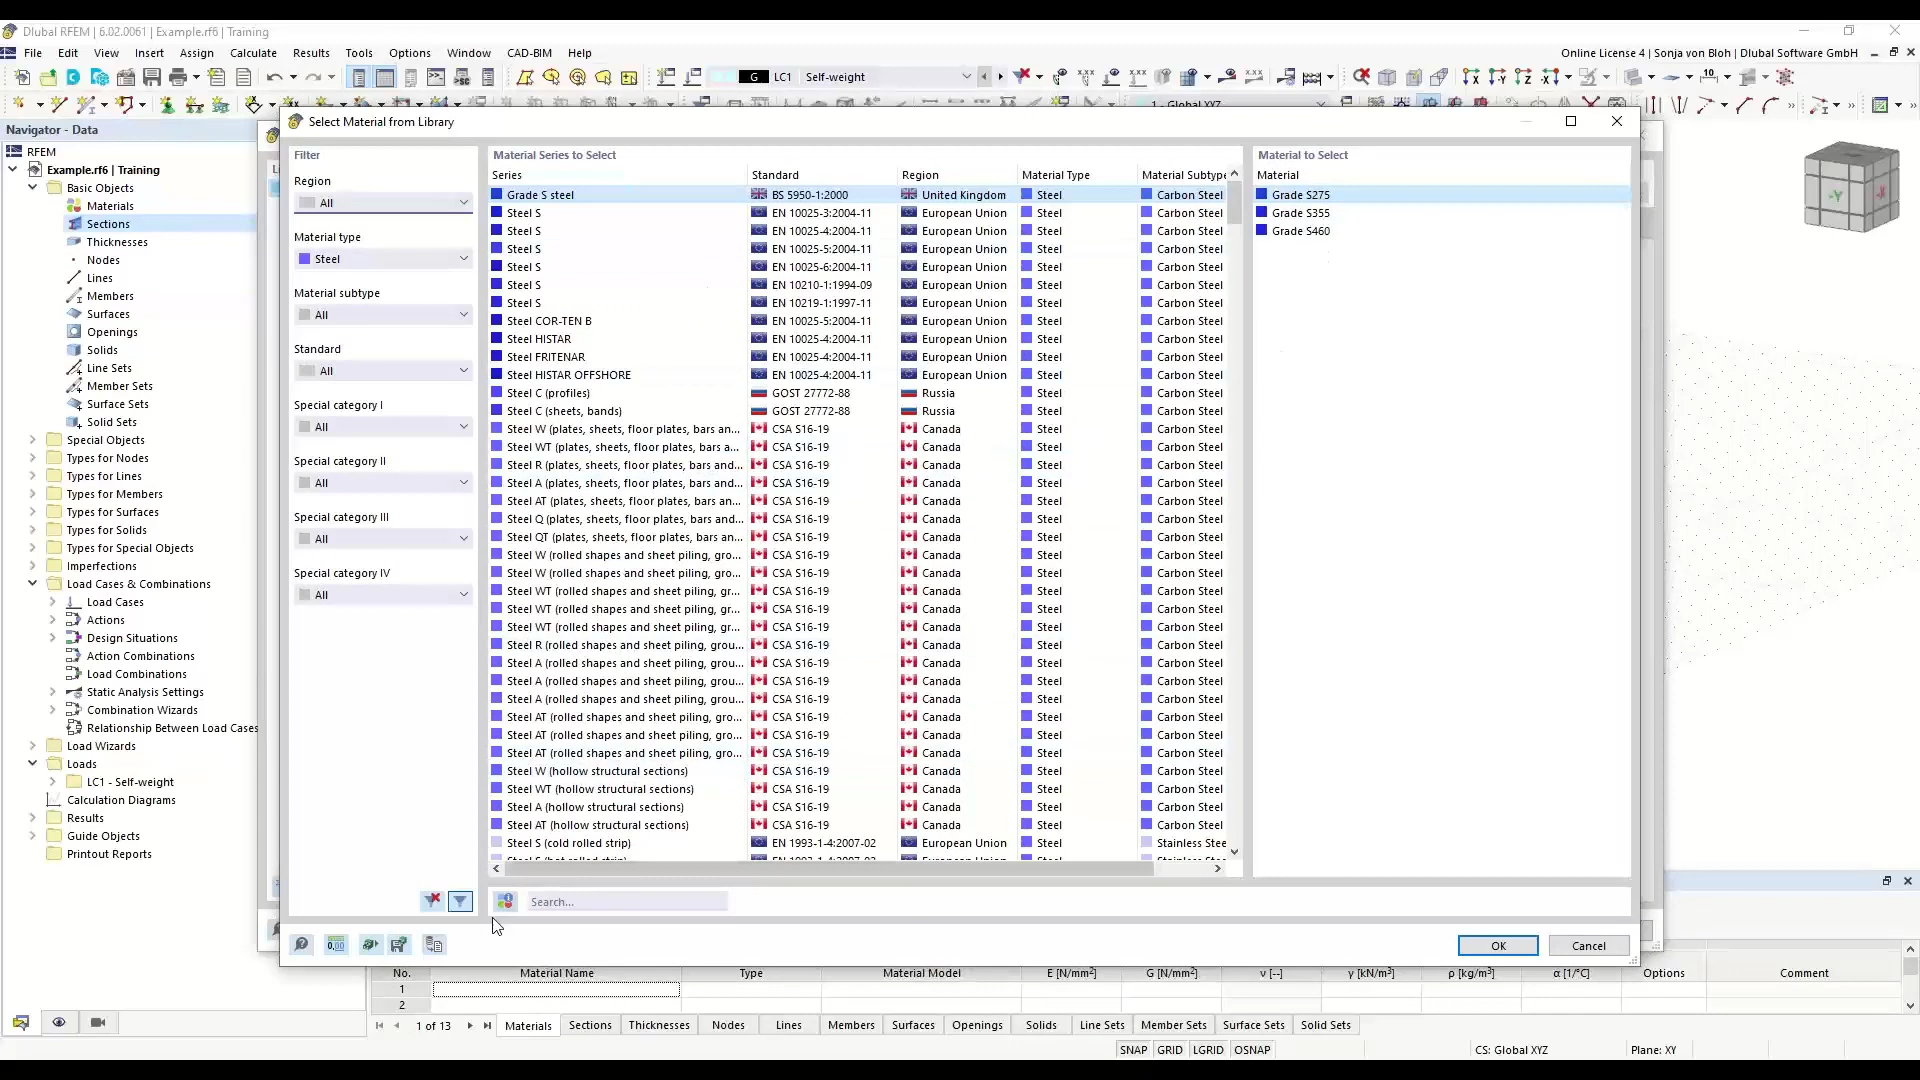 Dlubal RFEM | 6.02.0061 | Example.rf6 | Training
File Edit View Insert Assign Calculate Results Tools Options Window CAD-BIM Help
Online License 4 | Sonja von Bloh | Dlubal Software GmbH
G LC1 Self-weight
1 - Global XYZ
Navigator - Data
RFEM
Example.rf6 | Training
Basic Objects
Materials
Sections
Thicknesses
Nodes
Lines
Members
Surfaces
Openings
Solids
Line Sets
Member Sets
Surface Sets
Solid Sets
Special Objects
Types for Nodes
Types for Lines
Types for Members
Types for Surfaces
Types for Solids
Types for Special Objects
Imperfections
Load Cases & Combinations
Load Cases
Actions
Design Situations
Action Combinations
Load Combinations
Static Analysis Settings
Combination Wizards
Relationship Between Load Cases
Load Wizards
Loads
LC1 - Self-weight
Calculation Diagrams
Results
Guide Objects
Printout Reports
Select Material from Library
Filter
Region
All
Material type
Steel
Material subtype
All
Standard
All
Special category I
All
Special category II
All
Special category III
All
Special category IV
All
Material Series to Select
Series Standard Region Material Type Material Subtype
Grade S steel BS 5950-1:2000 United Kingdom Steel Carbon Steel
Steel S EN 10025-3:2004-11 European Union Steel Carbon Steel
Steel S EN 10025-4:2004-11 European Union Steel Carbon Steel
Steel S EN 10025-5:2004-11 European Union Steel Carbon Steel
Steel S EN 10025-6:2004-11 European Union Steel Carbon Steel
Steel S EN 10210-1:1994-09 European Union Steel Carbon Steel
Steel S EN 10219-1:1997-11 European Union Steel Carbon Steel
Steel COR-TEN B EN 10025-5:2004-11 European Union Steel Carbon Steel
Steel HISTAR EN 10025-4:2004-11 European Union Steel Carbon Steel
Steel FRITENAR EN 10025-4:2004-11 European Union Steel Carbon Steel
Steel HISTAR OFFSHORE EN 10025-4:2004-11 European Union Steel Carbon Steel
Steel C (profiles) GOST 27772-88 Russia Steel Carbon Steel
Steel C (sheets, bands) GOST 27772-88 Russia Steel Carbon Steel
Steel W (plates, sheets, floor plates, bars an... CSA S16-19 Canada Steel Carbon Steel
Steel WT (plates, sheets, floor plates, bars a... CSA S16-19 Canada Steel Carbon Steel
Steel R (plates, sheets, floor plates, bars and... CSA S16-19 Canada Steel Carbon Steel
Steel A (plates, sheets, floor plates, bars and... CSA S16-19 Canada Steel Carbon Steel
Steel AT (plates, sheets, floor plates, bars an... CSA S16-19 Canada Steel Carbon Steel
Steel Q (plates, sheets, floor plates, bars and... CSA S16-19 Canada Steel Carbon Steel
Steel QT (plates, sheets, floor plates, bars an... CSA S16-19 Canada Steel Carbon Steel
Steel W (rolled shapes and sheet piling, gro... CSA S16-19 Canada Steel Carbon Steel
Steel W (rolled shapes and sheet piling, gro... CSA S16-19 Canada Steel Carbon Steel
Steel WT (rolled shapes and sheet piling, gr... CSA S16-19 Canada Steel Carbon Steel
Steel WT (rolled shapes and sheet piling, gr... CSA S16-19 Canada Steel Carbon Steel
Steel WT (rolled shapes and sheet piling, gr... CSA S16-19 Canada Steel Carbon Steel
Steel R (rolled shapes and sheet piling, grou... CSA S16-19 Canada Steel Carbon Steel
Steel A (rolled shapes and sheet piling, grou... CSA S16-19 Canada Steel Carbon Steel
Steel A (rolled shapes and sheet piling, grou... CSA S16-19 Canada Steel Carbon Steel
Steel A (rolled shapes and sheet piling, grou... CSA S16-19 Canada Steel Carbon Steel
Steel AT (rolled shapes and sheet piling, gro... CSA S16-19 Canada Steel Carbon Steel
Steel AT (rolled shapes and sheet piling, gro... CSA S16-19 Canada Steel Carbon Steel
Steel AT (rolled shapes and sheet piling, gro... CSA S16-19 Canada Steel Carbon Steel
Steel W (hollow structural sections) CSA S16-19 Canada Steel Carbon Steel
Steel WT (hollow structural sections) CSA S16-19 Canada Steel Carbon Steel
Steel A (hollow structural sections) CSA S16-19 Canada Steel Carbon Steel
Steel AT (hollow structural sections) CSA S16-19 Canada Steel Carbon Steel
Steel S (cold rolled strip) EN 1993-1-4:2007-02 European Union Steel Stainless Stee
Search...
Material to Select
Material
Grade S275
Grade S355
Grade S460
OK Cancel
-Y -X
No. Material Name Type Material Model E [N/mm²] G [N/mm²] ν [--] γ [kN/m³] ρ [kg/m³] α [1/°C] Options Comment
1
2
1 of 13 Materials Sections Thicknesses Nodes Lines Members Surfaces Openings Solids Line Sets Member Sets Surface Sets Solid Sets
SNAP GRID LGRID OSNAP CS: Global XYZ Plane: XY